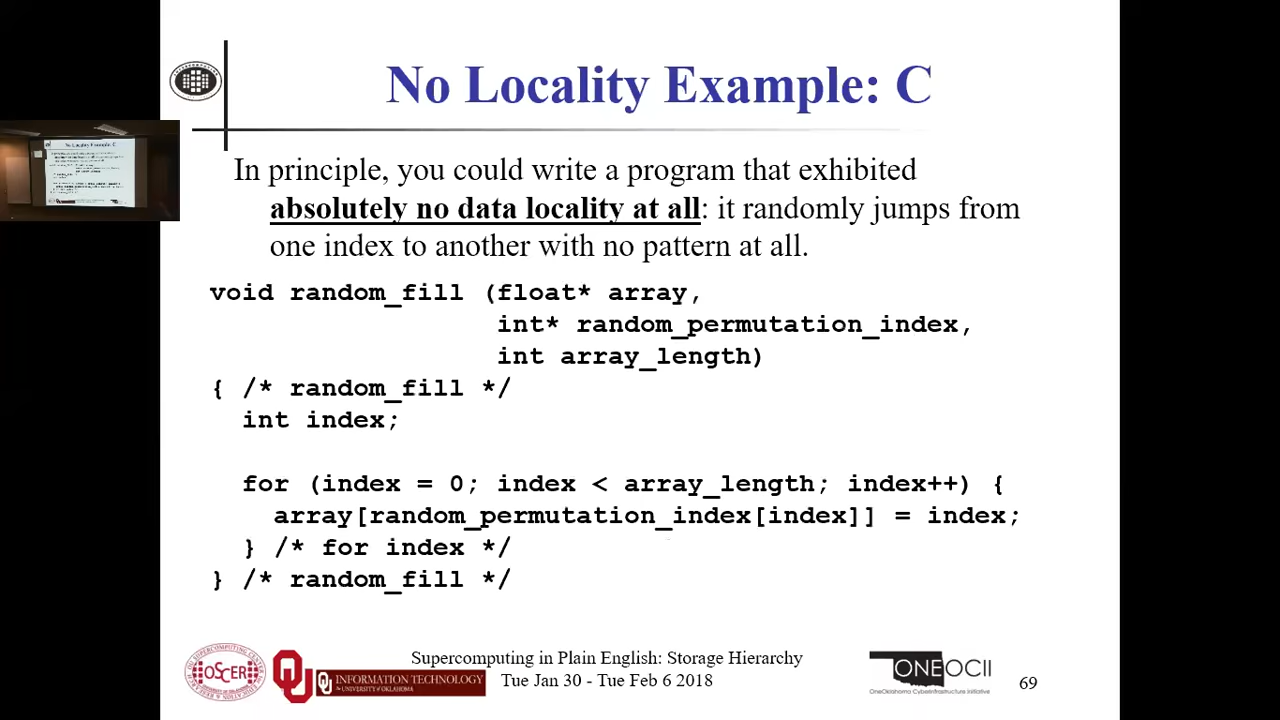 No Locality Example: C
In principle, you could write a program that exhibited
absolutely no data locality at all: it randomly jumps from
one index to another with no pattern at all.
void random_fill (float* array,
int* random_permutation_index,
int array_length)
{ /* random_fill */
int index;
for (index = 0; index < array_length; index++) {
array[random_permutation_index[index]] = index;
} /* for index */
} /* random_fill */
OSCER
INFORMATION TECHNOLOGY
The UNIVERSITY OF OKLAHOMA
Supercomputing in Plain English: Storage Hierarchy
Tue Jan 30 - Tue Feb 6 2018
ONEOCII
OneOklahoma Cyberinfrastructure Initiative
69